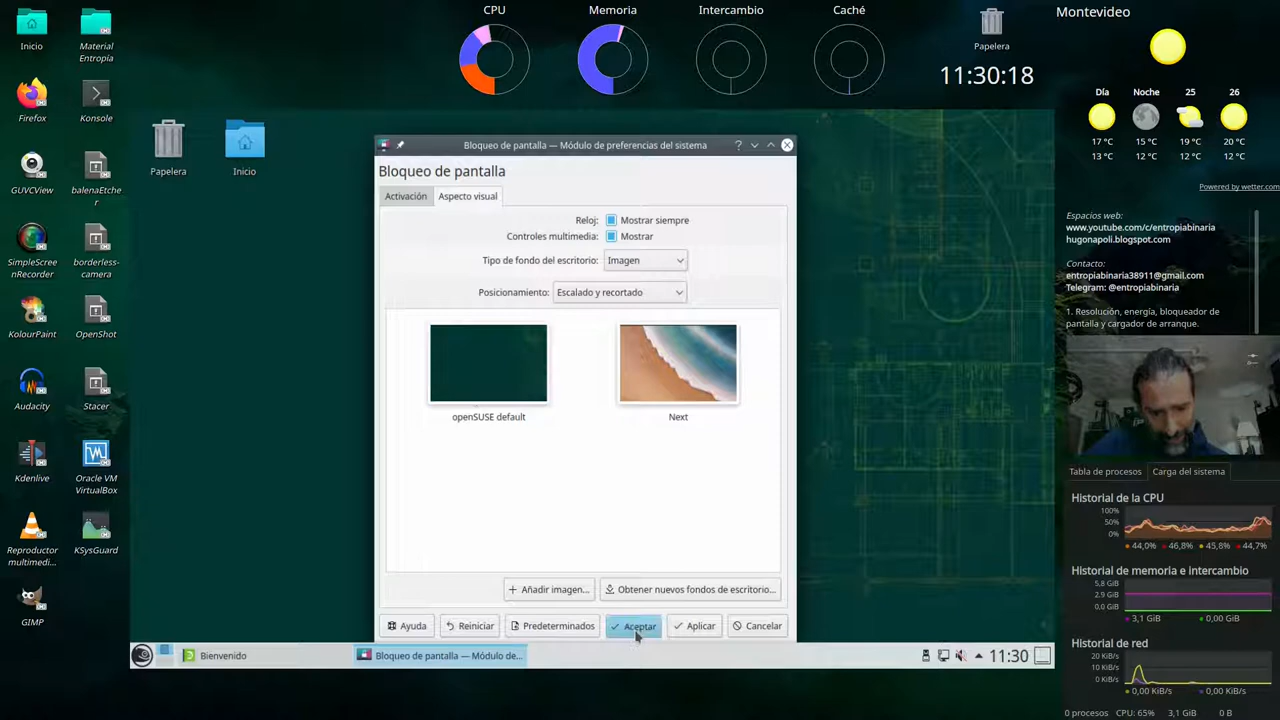 CPU
Memoria
Intercambio
Caché
Papelera
11:30:18
Montevideo
Día
Noche
25
26
17 °C
15 °C
19 °C
20 °C
13 °C
12 °C
12 °C
12 °C
Powered by wetter.com
Espacios web:
www.youtube.com/c/entropiabinaria
hugonapoli.blogspot.com
Contacto:
entropiabinaria38911@gmail.com
Telegram: @entropiabinaria
1. Resolución, energía, bloqueador de
pantalla y cargador de arranque.
Inicio
Material
Entropía
Firefox
Konsole
GUVCView
balenaEtche
r
SimpleScree
nRecorder
borderless-
camera
KolourPaint
OpenShot
Audacity
Stacer
Kdenlive
Oracle VM
VirtualBox
Reproductor
multimedi...
KSysGuard
GIMP
Papelera
Inicio
Bloqueo de pantalla — Módulo de preferencias del sistema
Bloqueo de pantalla
Activación
Aspecto visual
Reloj:
Mostrar siempre
Controles multimedia:
Mostrar
Tipo de fondo del escritorio:
Imagen
Posicionamiento:
Escalado y recortado
openSUSE default
Next
Añadir imagen...
Obtener nuevos fondos de escritorio...
Ayuda
Reiniciar
Predeterminados
Aceptar
Aplicar
Cancelar
Bienvenido
Bloqueo de pantalla — Módulo de...
11:30
Tabla de procesos
Carga del sistema
Historial de la CPU
100%
50%
0%
44,0%
46,8%
45,8%
44,7%
Historial de memoria e intercambio
5,8 GiB
2.9 GiB
0.0 GiB
3,1 GiB
0,00 GiB
Historial de red
20 KiB/s
10 KiB/s
0 KiB/s
0,00 KiB/s
0,00 KiB/s
0 procesos
CPU: 65%
3,1 GiB
0 B